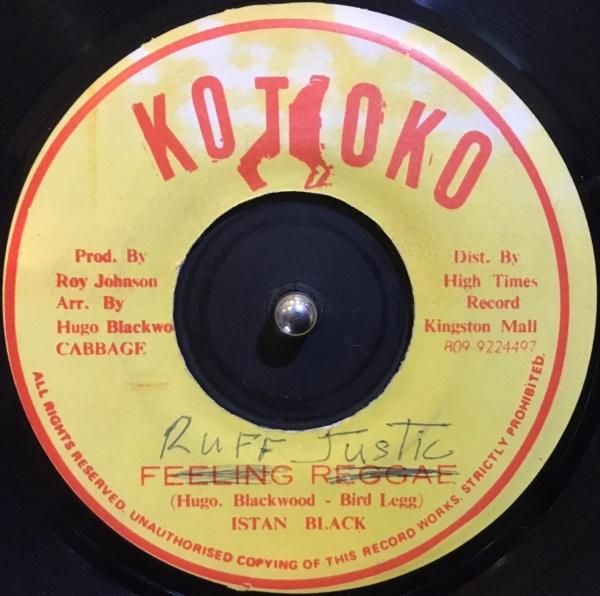 KOTOKO
Prod. By
Roy Johnson
Arr. By
Hugo Blackwo
CABBAGE
Dist. By
High Times
Record
Kingston Mall
809-9224497
Ruff Justic
FEELING REGGAE
(Hugo. Blackwood - Bird Legg)
ISTAN BLACK
ALL RIGHTS RESERVED. UNAUTHORISED COPYING OF THIS RECORD WORKS, STRICTLY PROHIBITED.